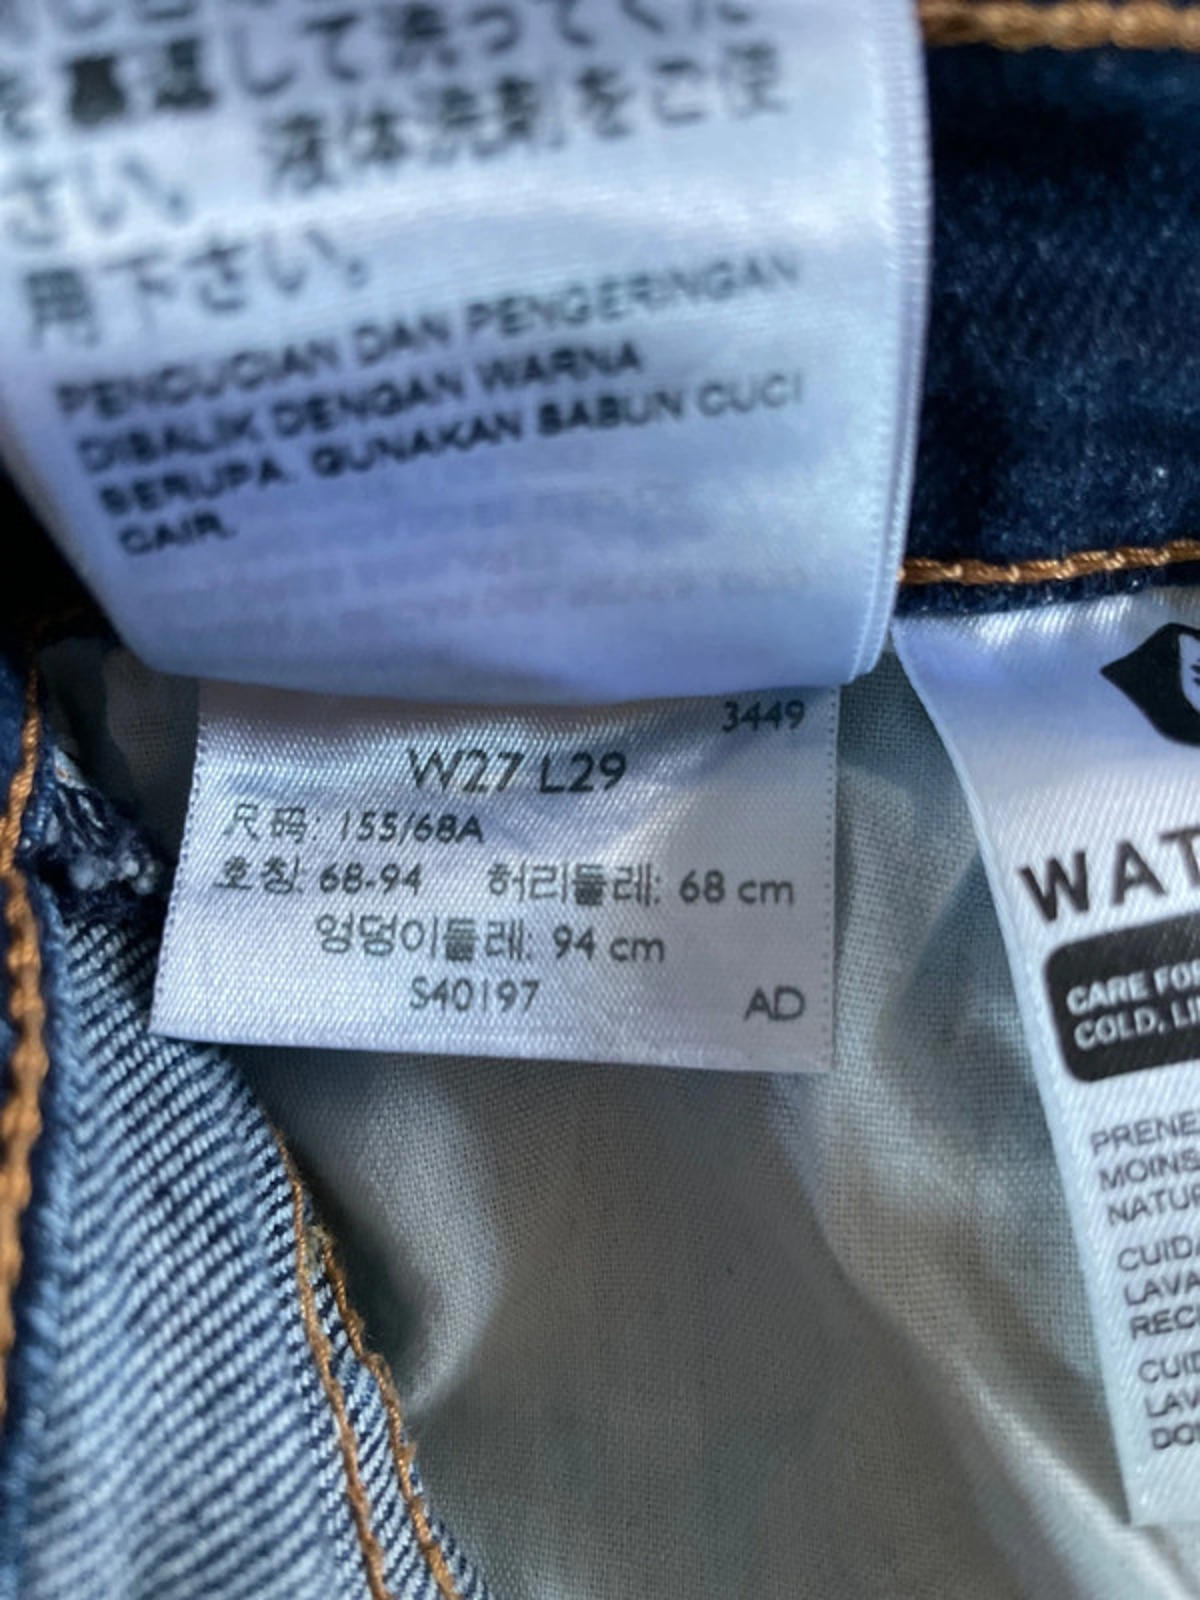 裏返して洗ってくだ
さい。 液体洗剤をご使
用下さい。
PENCUCIAN DAN PENGERINGAN
DIBALIK DENGAN WARNA
SERUPA. GUNAKAN SABUN CUCI
CAIR.
3449
W27 L29
尺码: 155/68A
호칭: 68-94 허리둘레: 68 cm
엉덩이둘레: 94 cm
S40197 AD
WAT
CARE FO
COLD, LI
PRENE
MOINS
NATU
CUIDA
LAVA
REC
CUID
LAV
DO